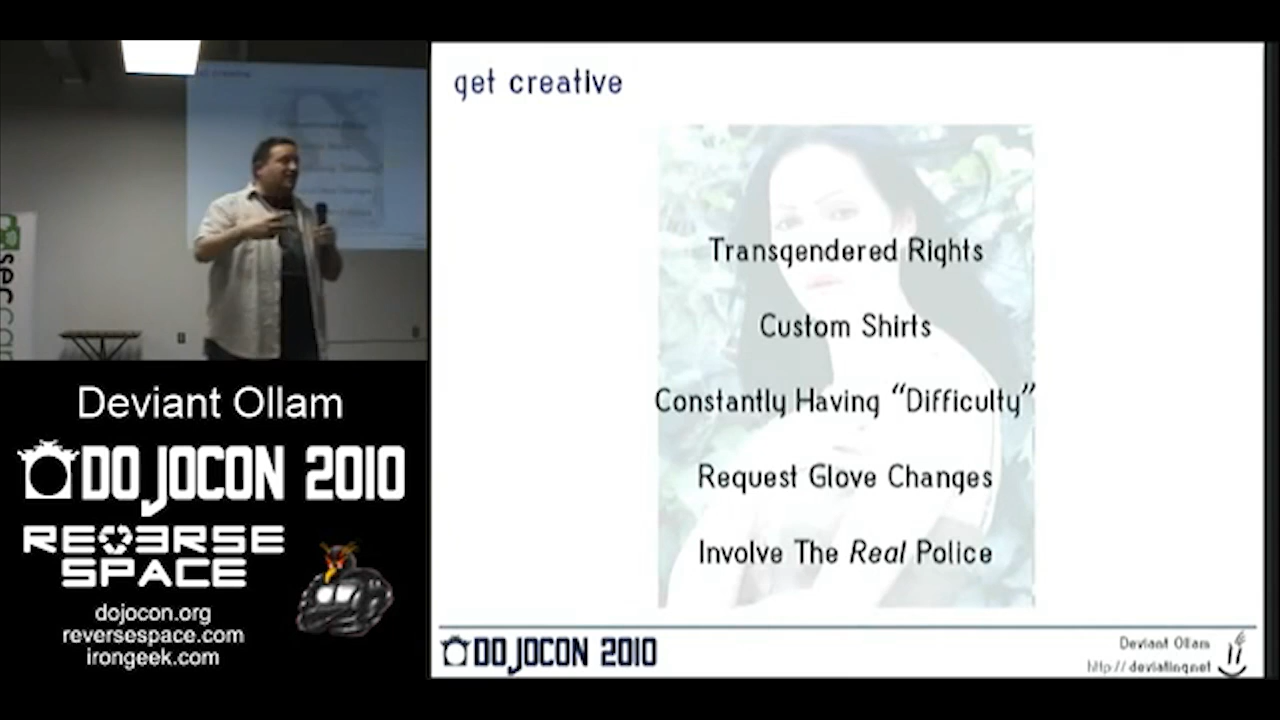 get creative
Transgendered Rights
Custom Shirts
Constantly Having “Difficulty”
Request Glove Changes
Involve The Real Police
DOJOCON 2010
Deviant Ollam
http://deviating.net
Deviant Ollam
DOJOCON 2010
REVERSE
SPACE
dojocon.org
reversespace.com
irongeek.com